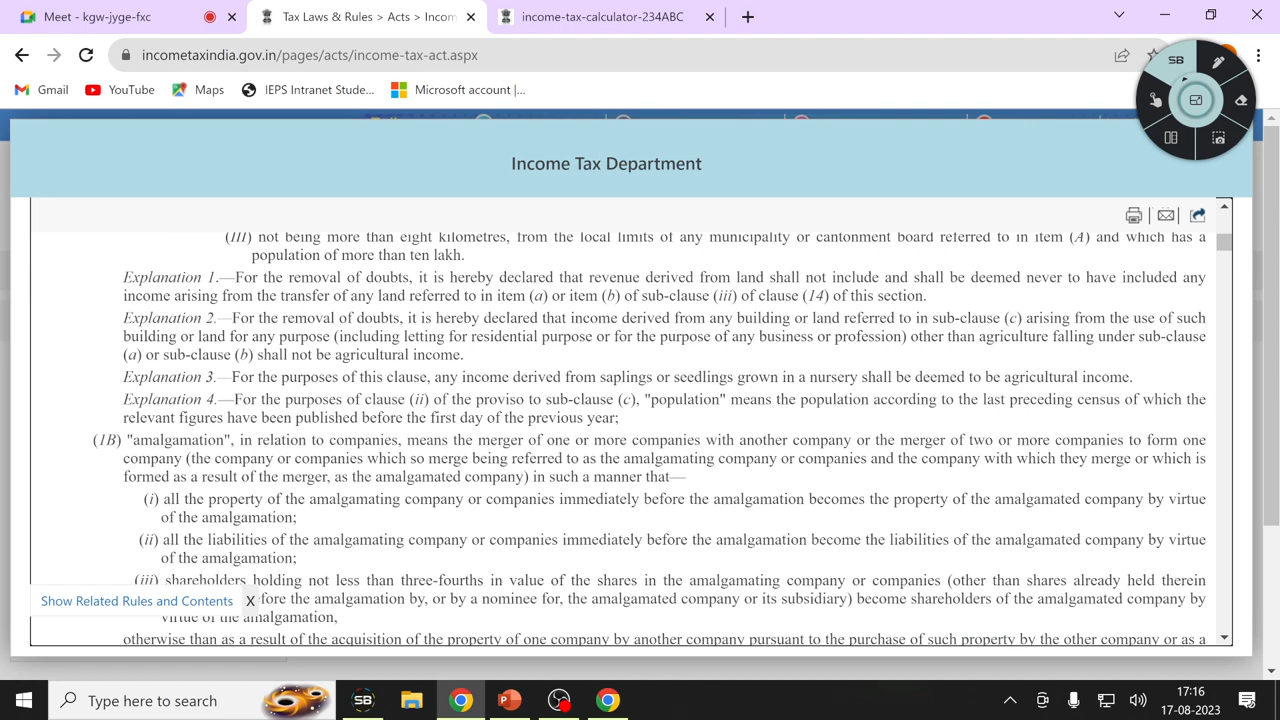 Meet - kgw-jyge-fxc
Tax Laws & Rules > Acts > Incom
income-tax-calculator-234ABC
incometaxindia.gov.in/pages/acts/income-tax-act.aspx
SB
Gmail
YouTube
Maps
IEPS Intranet Stude...
Microsoft account |...
Income Tax Department
(III) not being more than eight kilometres, from the local limits of any municipality or cantonment board referred to in item (A) and which has a
population of more than ten lakh.
Explanation 1.—For the removal of doubts, it is hereby declared that revenue derived from land shall not include and shall be deemed never to have included any
income arising from the transfer of any land referred to in item (a) or item (b) of sub-clause (iii) of clause (14) of this section.
Explanation 2.—For the removal of doubts, it is hereby declared that income derived from any building or land referred to in sub-clause (c) arising from the use of such
building or land for any purpose (including letting for residential purpose or for the purpose of any business or profession) other than agriculture falling under sub-clause
(a) or sub-clause (b) shall not be agricultural income.
Explanation 3.—For the purposes of this clause, any income derived from saplings or seedlings grown in a nursery shall be deemed to be agricultural income.
Explanation 4.—For the purposes of clause (ii) of the proviso to sub-clause (c), "population" means the population according to the last preceding census of which the
relevant figures have been published before the first day of the previous year;
(1B) "amalgamation", in relation to companies, means the merger of one or more companies with another company or the merger of two or more companies to form one
company (the company or companies which so merge being referred to as the amalgamating company or companies and the company with which they merge or which is
formed as a result of the merger, as the amalgamated company) in such a manner that—
(i) all the property of the amalgamating company or companies immediately before the amalgamation becomes the property of the amalgamated company by virtue
of the amalgamation;
(ii) all the liabilities of the amalgamating company or companies immediately before the amalgamation become the liabilities of the amalgamated company by virtue
of the amalgamation;
(iii) shareholders holding not less than three-fourths in value of the shares in the amalgamating company or companies (other than shares already held therein
Show Related Rules and Contents X
fore the amalgamation by, or by a nominee for, the amalgamated company or its subsidiary) become shareholders of the amalgamated company by
virtue of the amalgamation,
otherwise than as a result of the acquisition of the property of one company by another company pursuant to the purchase of such property by the other company or as a
Type here to search
SB
17:16
17-08-2023